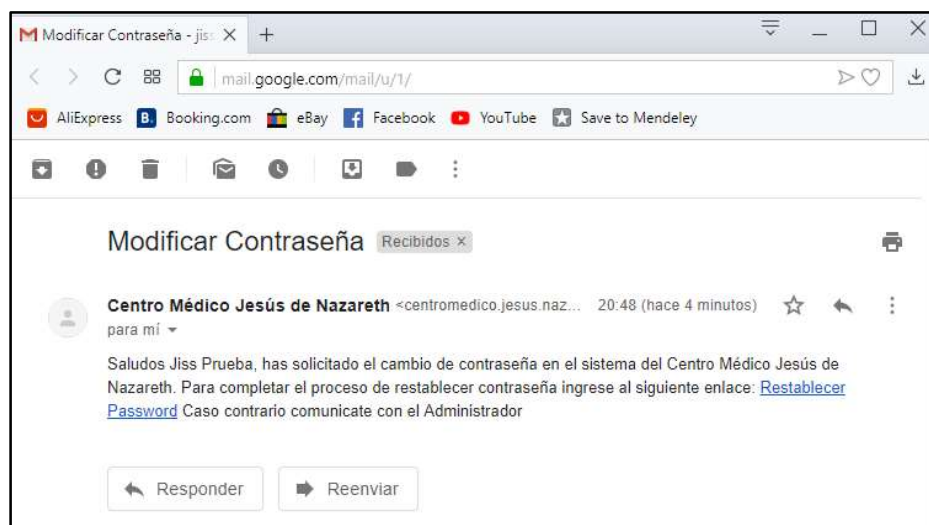 Modificar Contraseña - jis
mail.google.com/mail/u/1/
AliExpress B. Booking.com eBay Facebook YouTube Save to Mendeley
Modificar Contraseña Recibidos ×
Centro Médico Jesús de Nazareth <centromedico.jesus.naz... 20:48 (hace 4 minutos)
para mí
Saludos Jiss Prueba, has solicitado el cambio de contraseña en el sistema del Centro Médico Jesús de
Nazareth. Para completar el proceso de restablecer contraseña ingrese al siguiente enlace: Restablecer
Password Caso contrario comunicate con el Administrador
Responder Reenviar